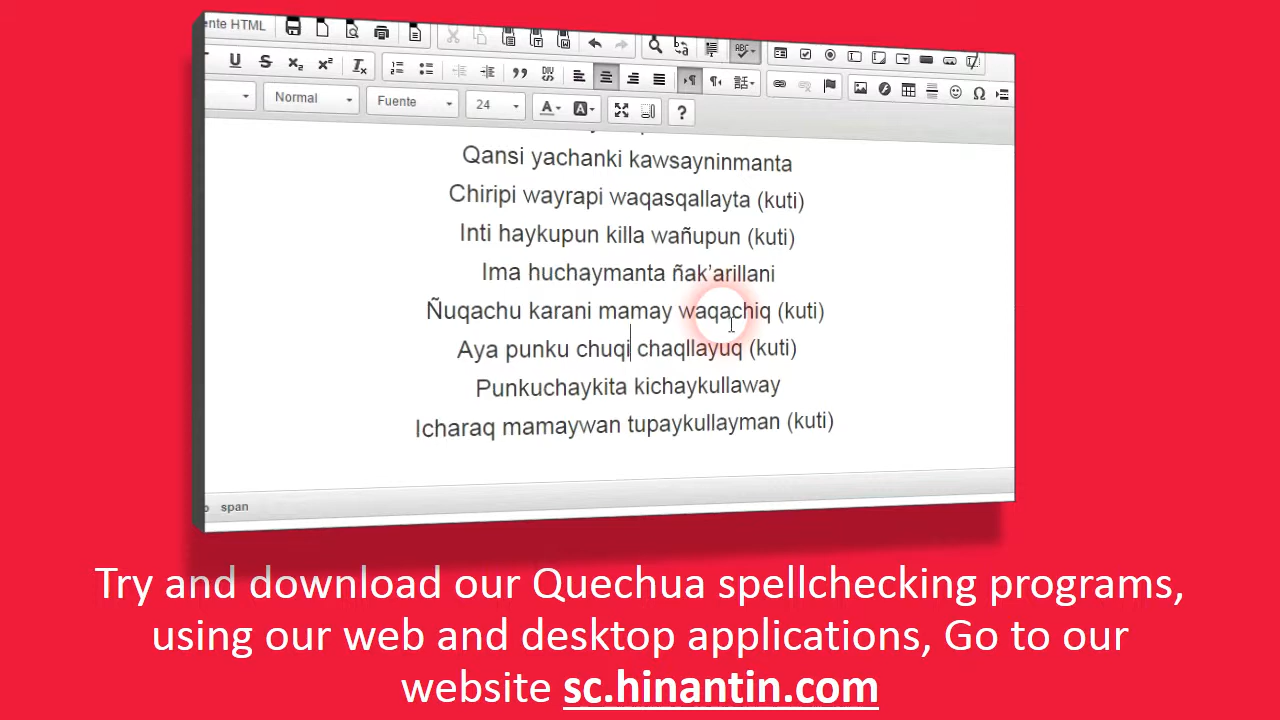 ente HTML
Normal Fuente 24
Qansi yachanki kawsayninmanta
Chiripi wayrapi waqasqallayta (kuti)
Inti haykupun killa wañupun (kuti)
Ima huchaymanta ñak'arillani
Ñuqachu karani mamay waqachiq (kuti)
Aya punku chuqi chaqllayuq (kuti)
Punkuchaykita kichaykullaway
Icharaq mamaywan tupaykullayman (kuti)
span
Try and download our Quechua spellchecking programs,
using our web and desktop applications, Go to our
website sc.hinantin.com